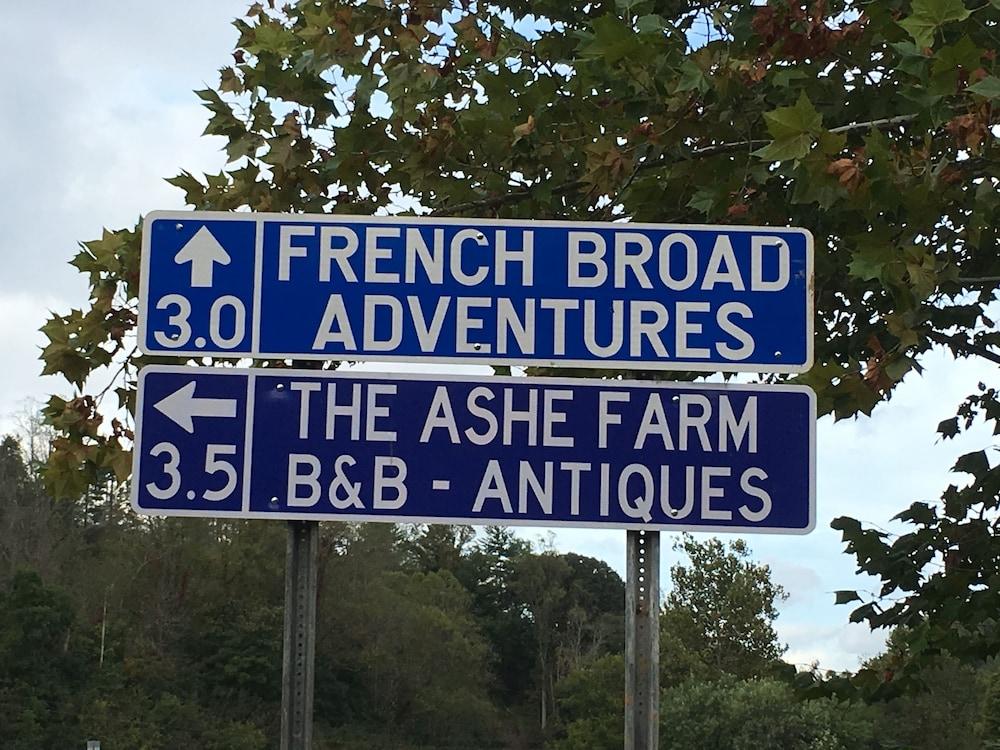 3.0
FRENCH BROAD
ADVENTURES
3.5
THE ASHE FARM
B&B - ANTIQUES